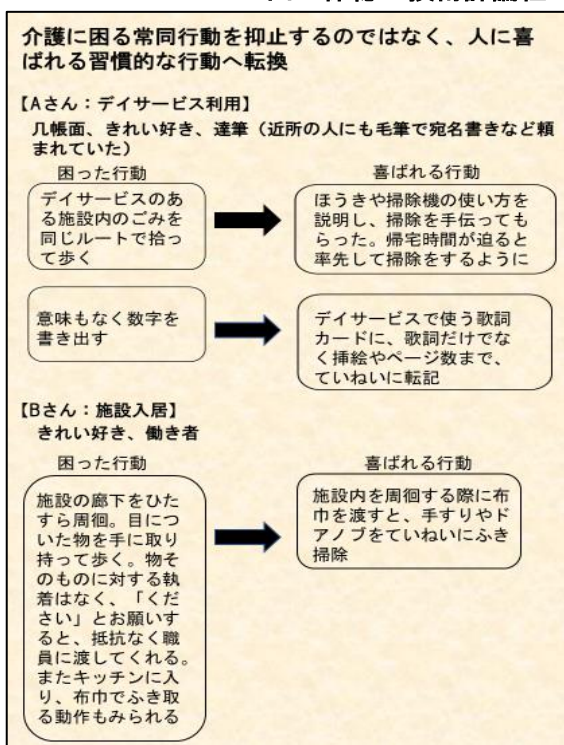 介護に困る常同行動を抑止するのではなく、人に喜
ばれる習慣的な行動へ転換
【Aさん：デイサービス利用】
几帳面、きれい好き、達筆（近所の人にも毛筆で宛名書きなど頼
まれていた）
困った行動
喜ばれる行動
デイサービスのあ
る施設内のごみを
同じルートで拾っ
て歩く
ほうきや掃除機の使い方を
説明し、掃除を手伝っても
らった。帰宅時間が迫ると
率先して掃除をするように
意味もなく数字を
書き出す
デイサービスで使う歌詞
カードに、歌詞だけでな
く挿絵やページ数まで、
ていねいに転記
【Bさん：施設入居】
きれい好き、働き者
困った行動
喜ばれる行動
施設の廊下をひた
すら周徊。目につ
いた物を手に取り
持って歩く。物そ
のものに対する執
着はなく、「くだ
さい」とお願いす
ると、抵抗なく職
員に渡してくれる。
またキッチンに入
り、布巾でふき取
る動作もみられる
施設内を周徊する際に布
巾を渡すと、手すりやド
アノブをていねいにふき
掃除